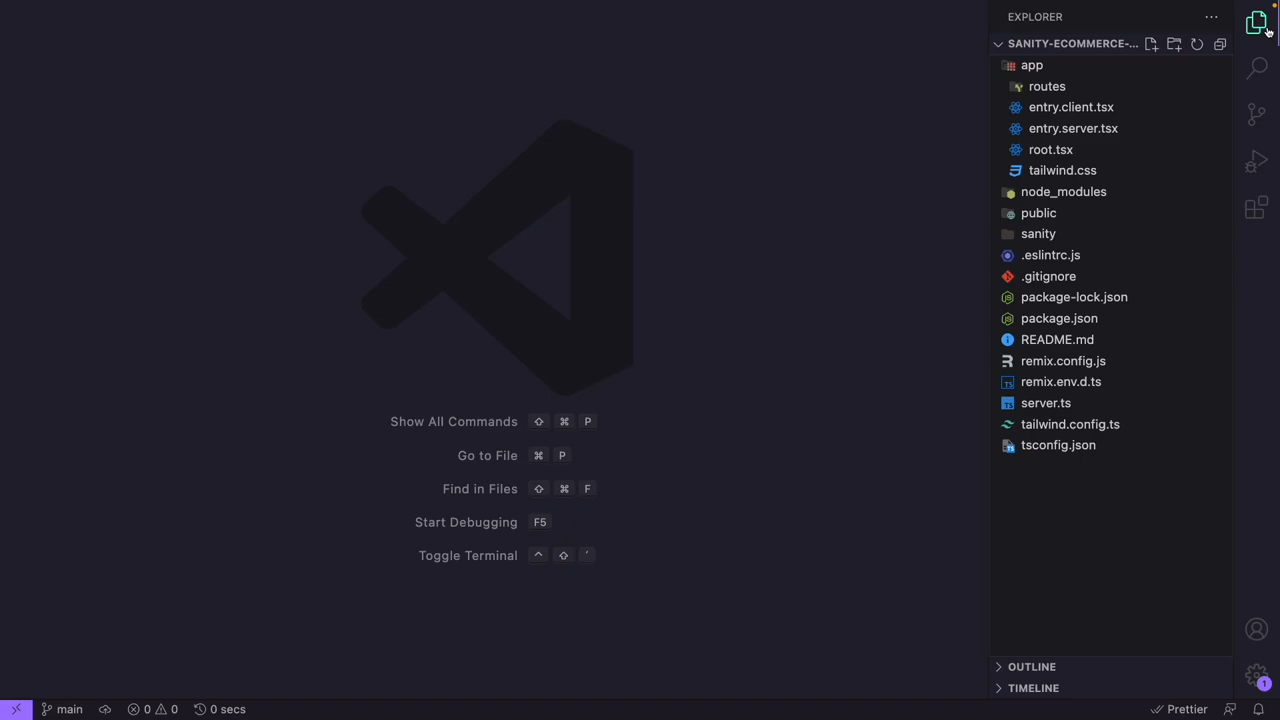 EXPLORER
SANITY-ECOMMERCE-...
app
routes
entry.client.tsx
entry.server.tsx
root.tsx
tailwind.css
node_modules
public
sanity
.eslintrc.js
.gitignore
package-lock.json
package.json
README.md
remix.config.js
remix.env.d.ts
server.ts
tailwind.config.ts
tsconfig.json
Show All Commands ⇧ ⌘ P
Go to File ⌘ P
Find in Files ⇧ ⌘ F
Start Debugging F5
Toggle Terminal ^ ⇧ ´
OUTLINE
TIMELINE
1
main 0 0 0 secs Prettier